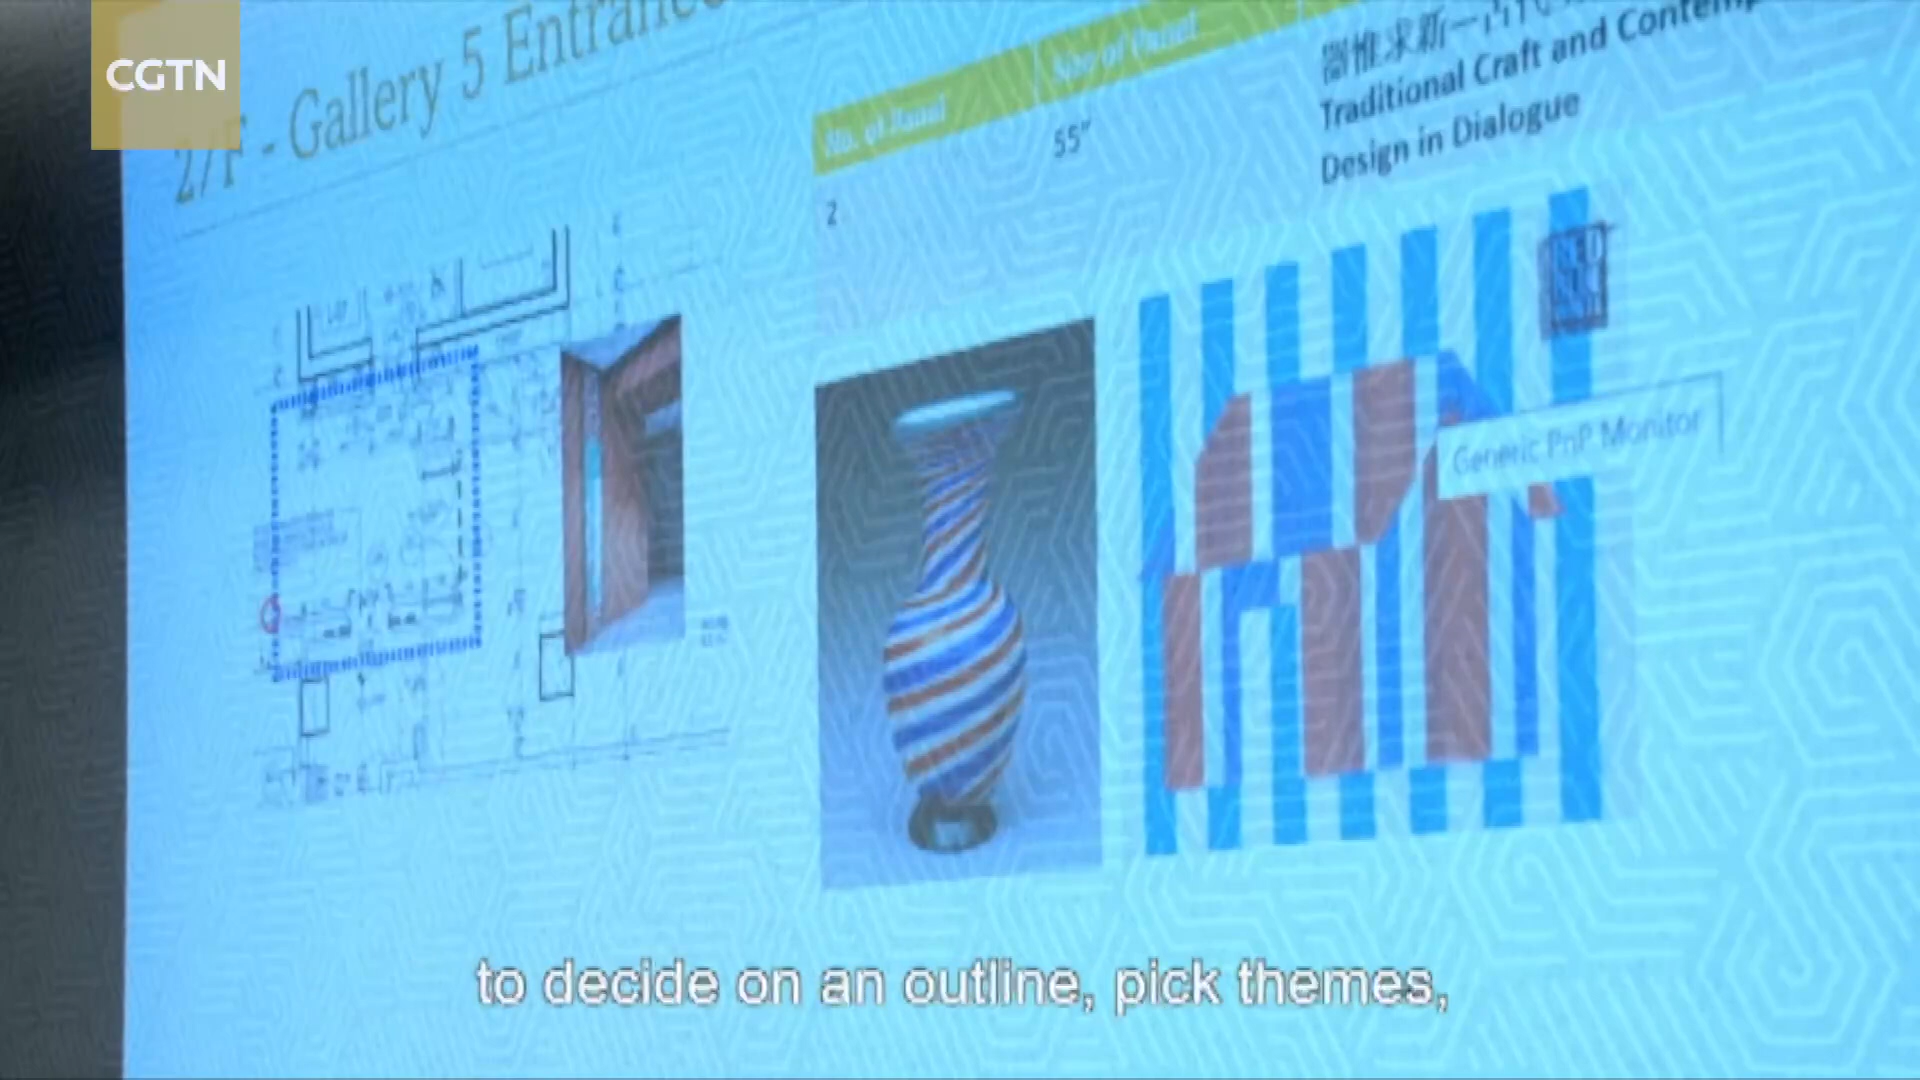 CGTN
2/F - Gallery 5 Entrance
No. of Panel
Size of Panel
2
55"
Traditional Craft and Contemp
Design in Dialogue
Generic PnP Monitor
to decide on an outline, pick themes,